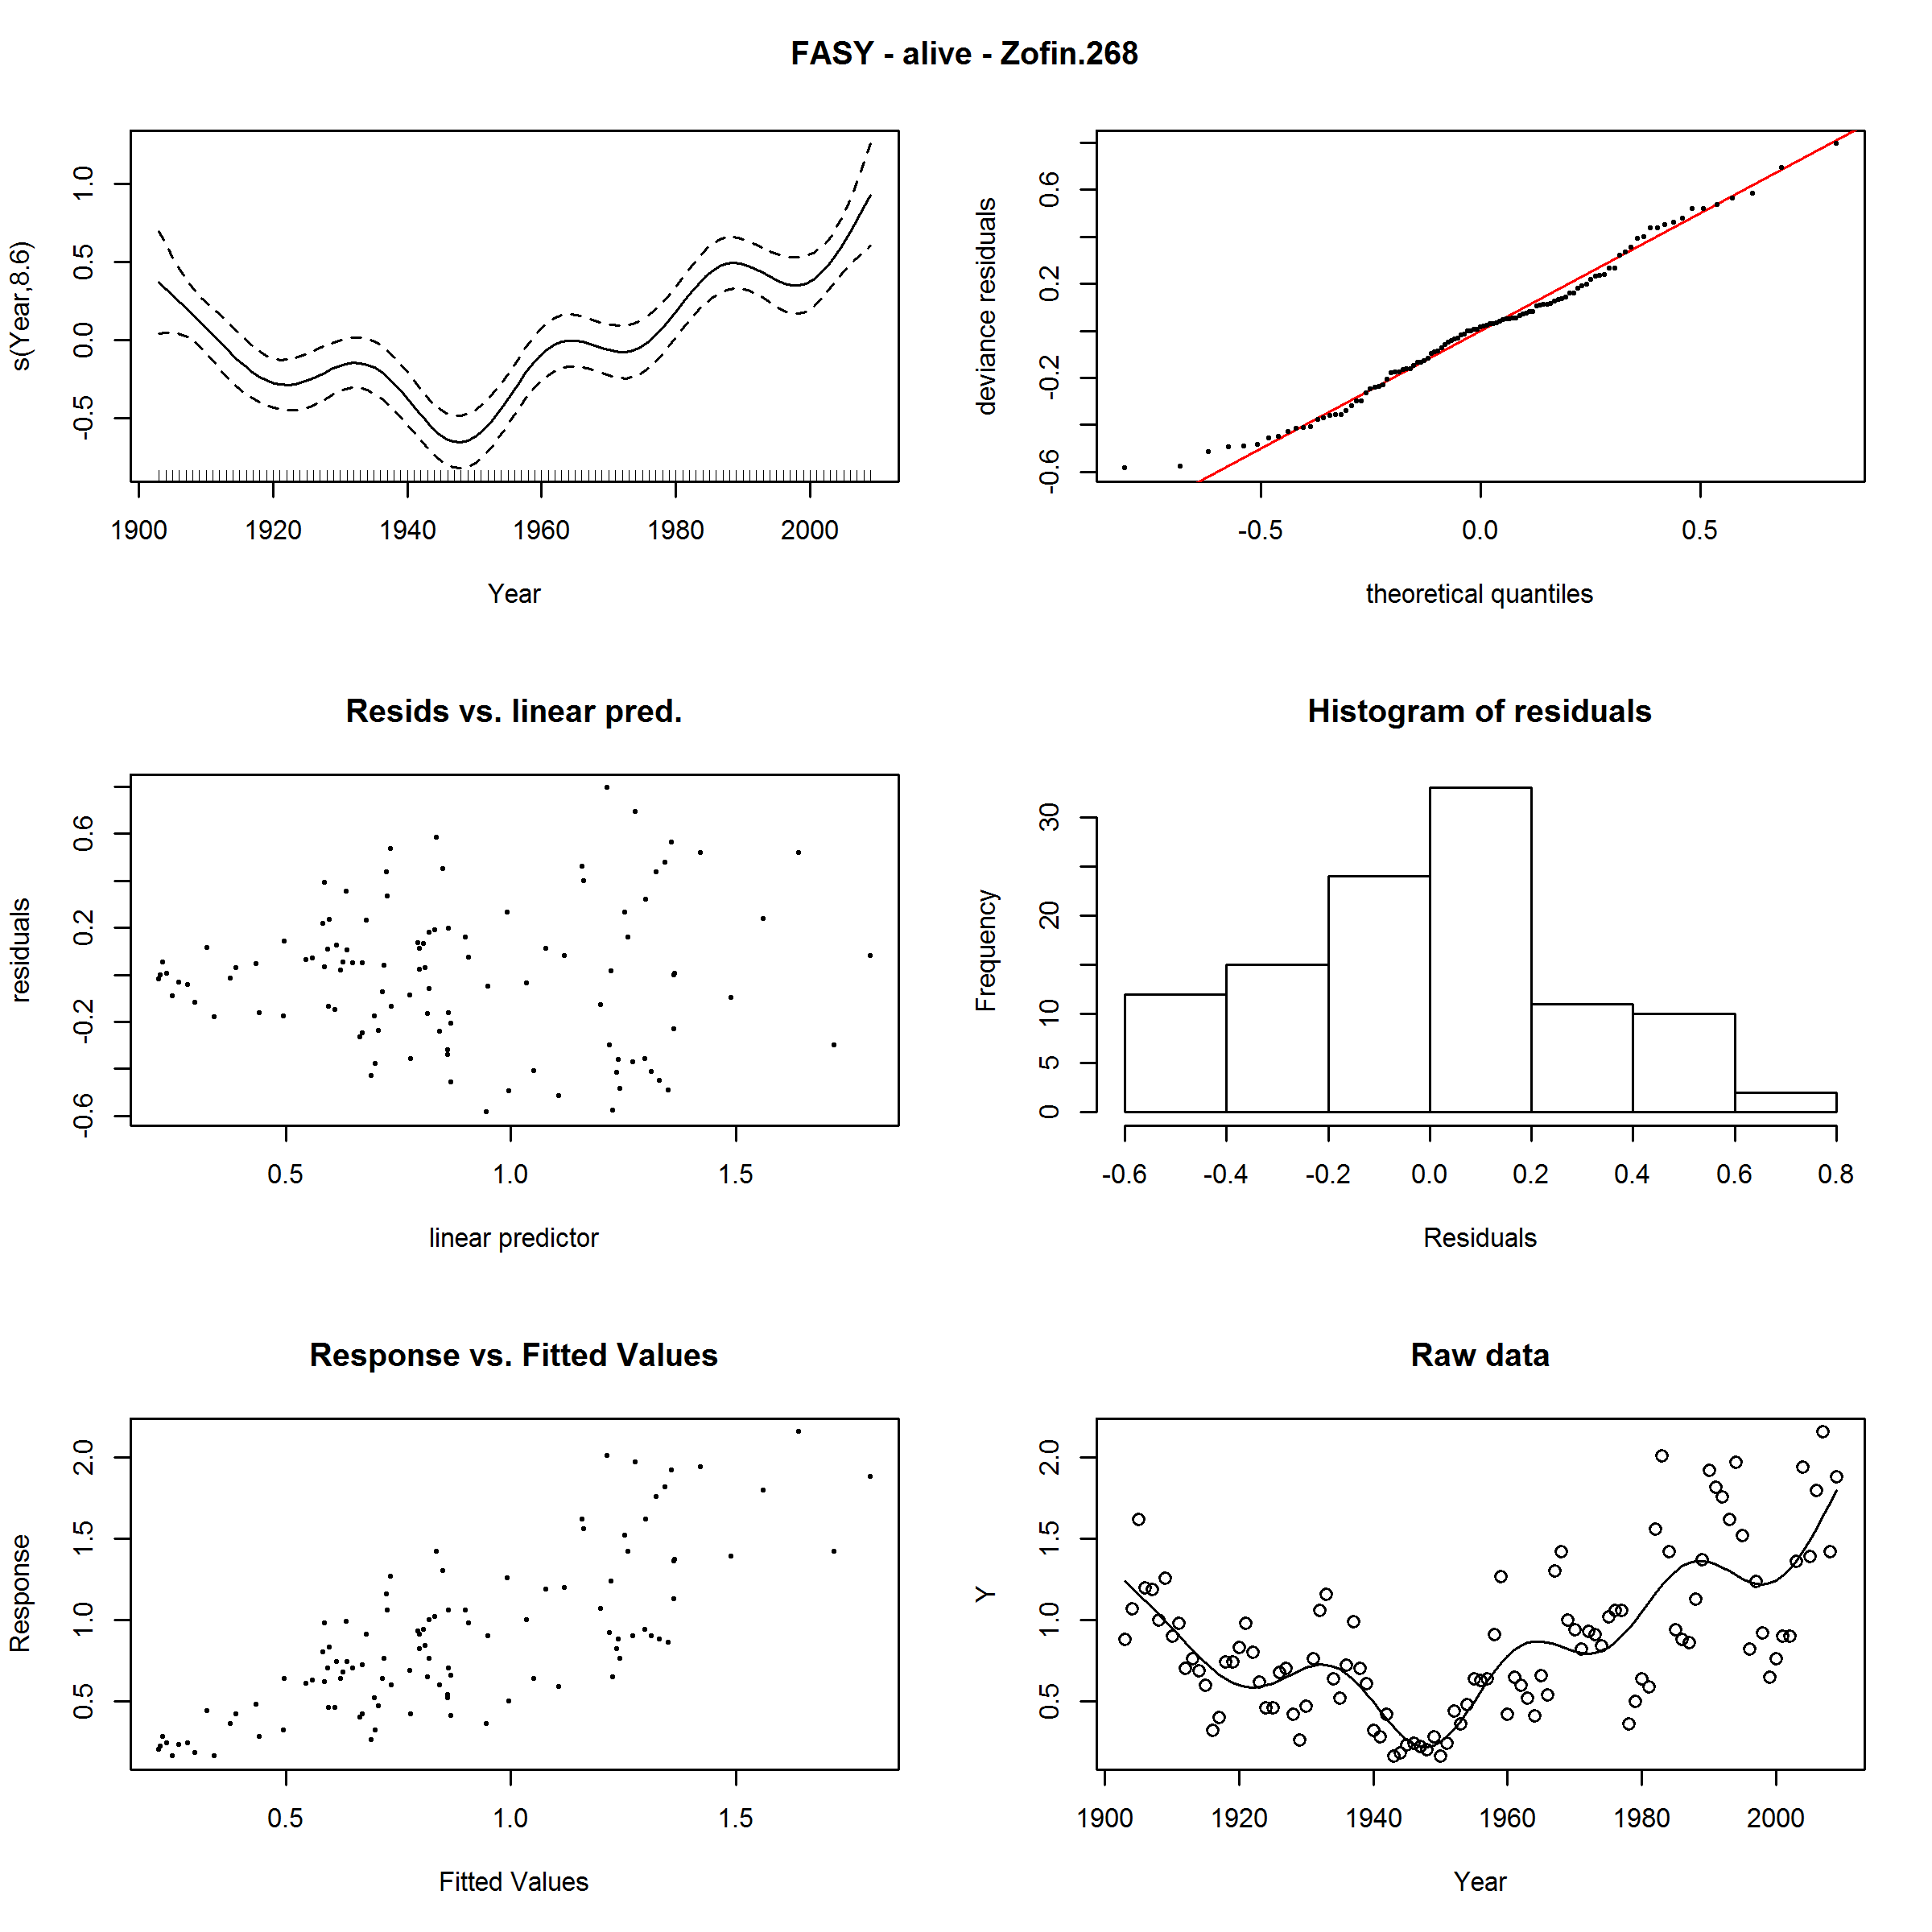 FASY - alive - Zofin.268
s(Year,8.6)
-0.5 0.0 0.5 1.0
1900 1920 1940 1960 1980 2000
Year
deviance residuals
-0.6 -0.2 0.2 0.6
-0.5 0.0 0.5
theoretical quantiles
Resids vs. linear pred.
residuals
-0.6 -0.2 0.2 0.6
0.5 1.0 1.5
linear predictor
Histogram of residuals
Frequency
0 5 10 20 30
-0.6 -0.4 -0.2 0.0 0.2 0.4 0.6 0.8
Residuals
Response vs. Fitted Values
Response
0.5 1.0 1.5 2.0
0.5 1.0 1.5
Fitted Values
Raw data
Y
0.5 1.0 1.5 2.0
1900 1920 1940 1960 1980 2000
Year